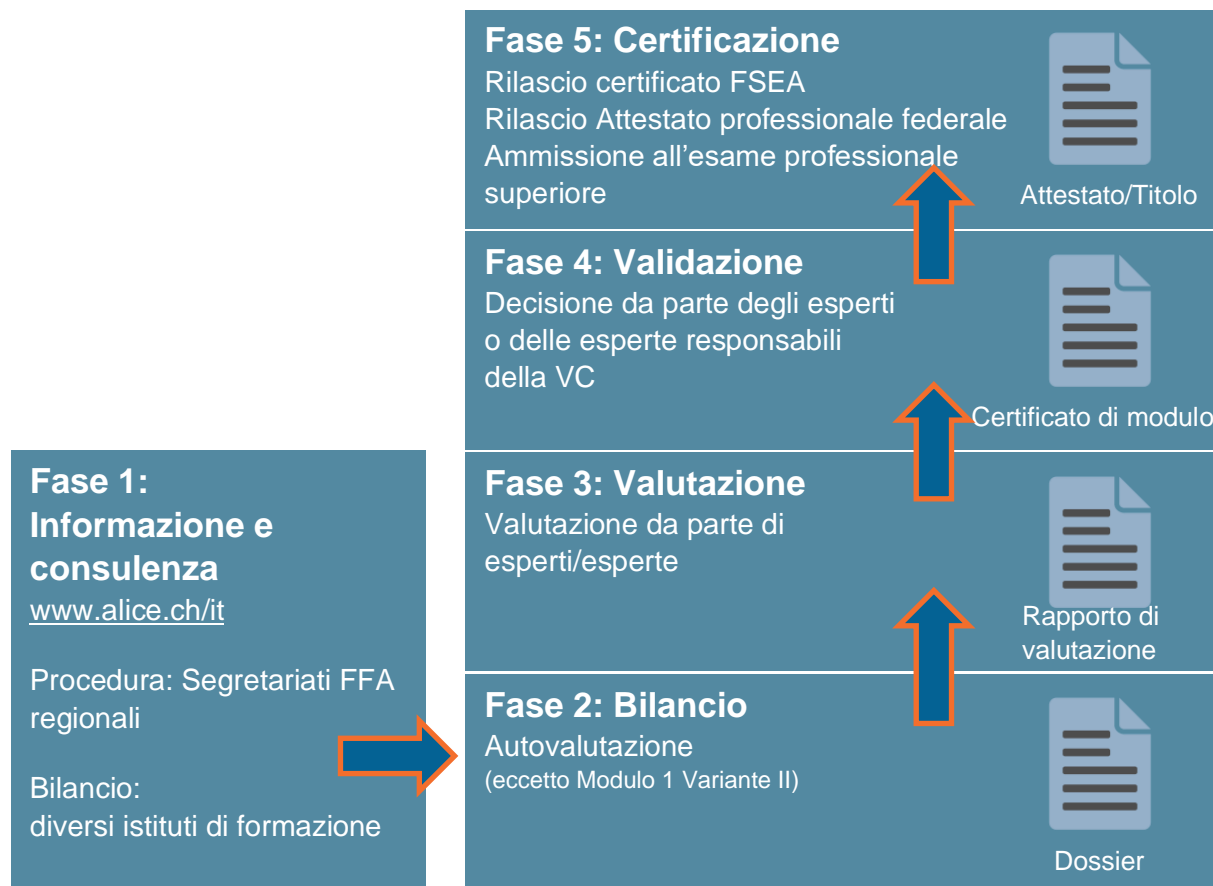 Fase 5: Certificazione
Rilascio certificato FSEA
Rilascio Attestato professionale federale
Ammissione all’esame professionale
superiore
Attestato/Titolo
Fase 4: Validazione
Decisione da parte degli esperti
o delle esperte responsabili
della VC
Certificato di modulo
Fase 1:
Informazione e
consulenza
www.alice.ch/it
Procedura: Segretariati FFA
regionali
Bilancio:
diversi istituti di formazione
Fase 3: Valutazione
Valutazione da parte di
esperti/esperte
Rapporto di
valutazione
Fase 2: Bilancio
Autovalutazione
(eccetto Modulo 1 Variante II)
Dossier